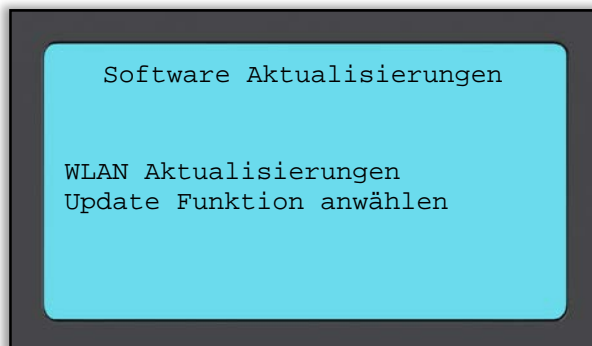 Software Aktualisierungen
WLAN Aktualisierungen
Update Funktion anwählen